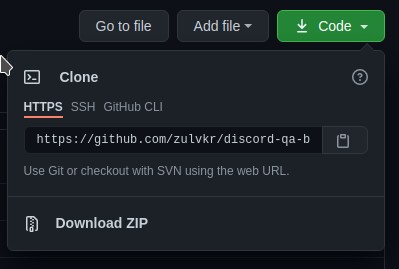 Go to file Add file Code
Clone
HTTPS SSH GitHub CLI
https://github.com/zulvkr/discord-qa-b
Use Git or checkout with SVN using the web URL.
Download ZIP